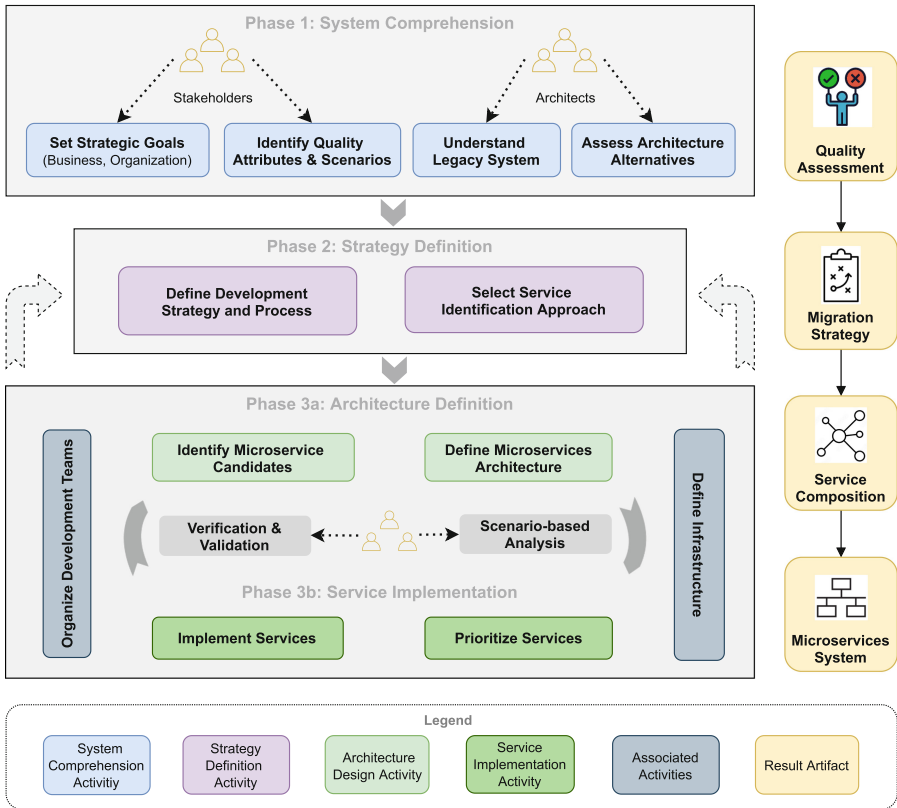 Phase 1: System Comprehension
Stakeholders
Architects
Set Strategic Goals
(Business, Organization)
Identify Quality
Attributes & Scenarios
Understand
Legacy System
Assess Architecture
Alternatives
Phase 2: Strategy Definition
Define Development
Strategy and Process
Select Service
Identification Approach
Phase 3a: Architecture Definition
Organize Development Teams
Identify Microservice
Candidates
Define Microservices
Architecture
Define Infrastructure
Verification &
Validation
Scenario-based
Analysis
Phase 3b: Service Implementation
Implement Services
Prioritize Services
Quality
Assessment
Migration
Strategy
Service
Composition
Microservices
System
Legend
System
Comprehension
Activitiy
Strategy
Definition
Activity
Architecture
Design Activity
Service
Implementation
Activity
Associated
Activities
Result Artifact